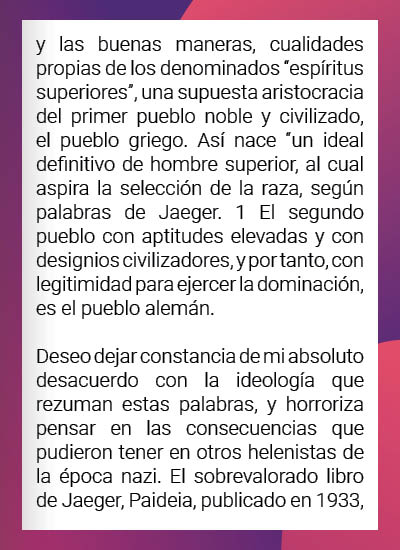 y las buenas maneras, cualidades
propias de los denominados “espíritus
superiores”, una supuesta aristocracia
del primer pueblo noble y civilizado,
el pueblo griego. Así nace “un ideal
definitivo de hombre superior, al cual
aspira la selección de la raza, según
palabras de Jaeger. 1 El segundo
pueblo con aptitudes elevadas y con
designios civilizadores, y por tanto, con
legitimidad para ejercer la dominación,
es el pueblo alemán.

Deseo dejar constancia de mi absoluto
desacuerdo con la ideología que
rezuman estas palabras, y horroriza
pensar en las consecuencias que
pudieron tener en otros helenistas de
la época nazi. El sobrevalorado libro
de Jaeger, Paideia, publicado en 1933,